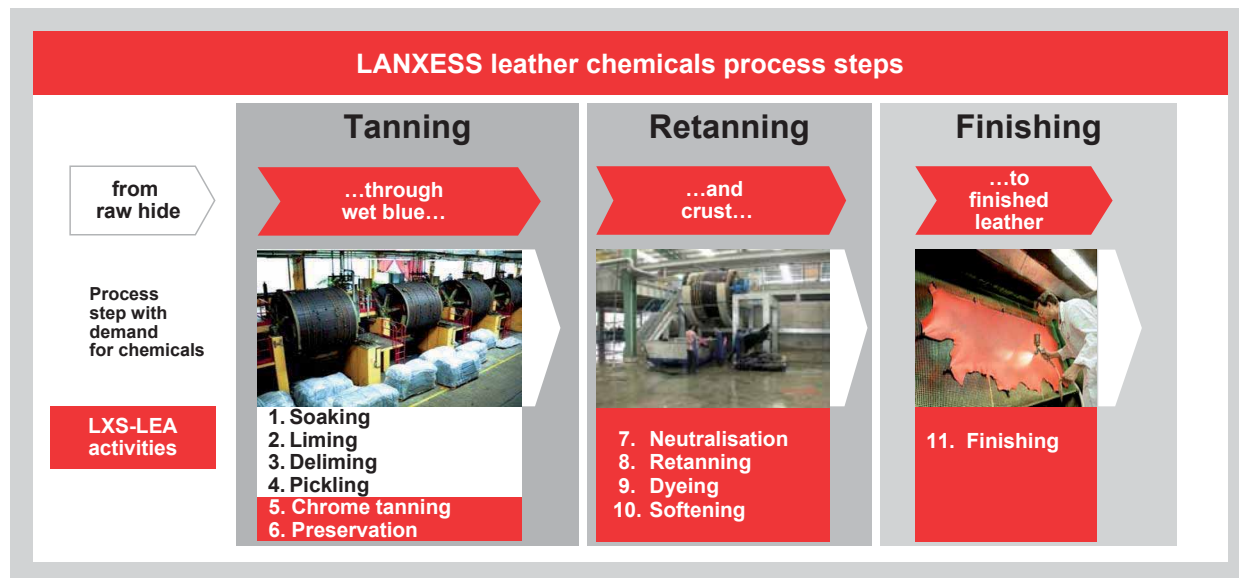 LANXESS leather chemicals process steps
Tanning
Retanning
Finishing
from
raw hide
…through
wet blue…
…and
crust…
…to
finished
leather
Process
step with
demand
for chemicals
LXS-LEA
activities
1. Soaking
2. Liming
3. Deliming
4. Pickling
5. Chrome tanning
6. Preservation
7. Neutralisation
8. Retanning
9. Dyeing
10. Softening
11. Finishing